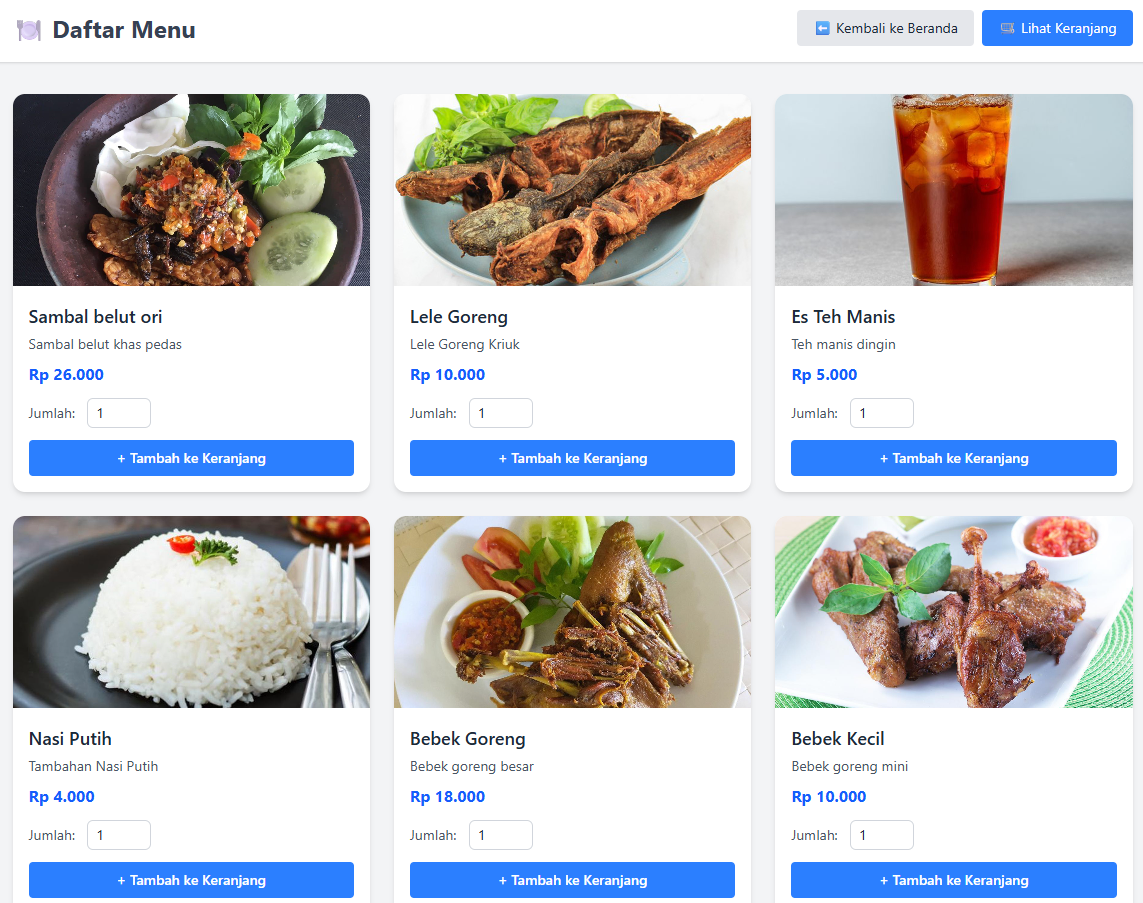 Daftar Menu
Kembali ke Beranda
Lihat Keranjang
Sambal belut ori
Sambal belut khas pedas
Rp 26.000
Jumlah: 1
+ Tambah ke Keranjang
Lele Goreng
Lele Goreng Kriuk
Rp 10.000
Jumlah: 1
+ Tambah ke Keranjang
Es Teh Manis
Teh manis dingin
Rp 5.000
Jumlah: 1
+ Tambah ke Keranjang
Nasi Putih
Tambahan Nasi Putih
Rp 4.000
Jumlah: 1
+ Tambah ke Keranjang
Bebek Goreng
Bebek goreng besar
Rp 18.000
Jumlah: 1
+ Tambah ke Keranjang
Bebek Kecil
Bebek goreng mini
Rp 10.000
Jumlah: 1
+ Tambah ke Keranjang